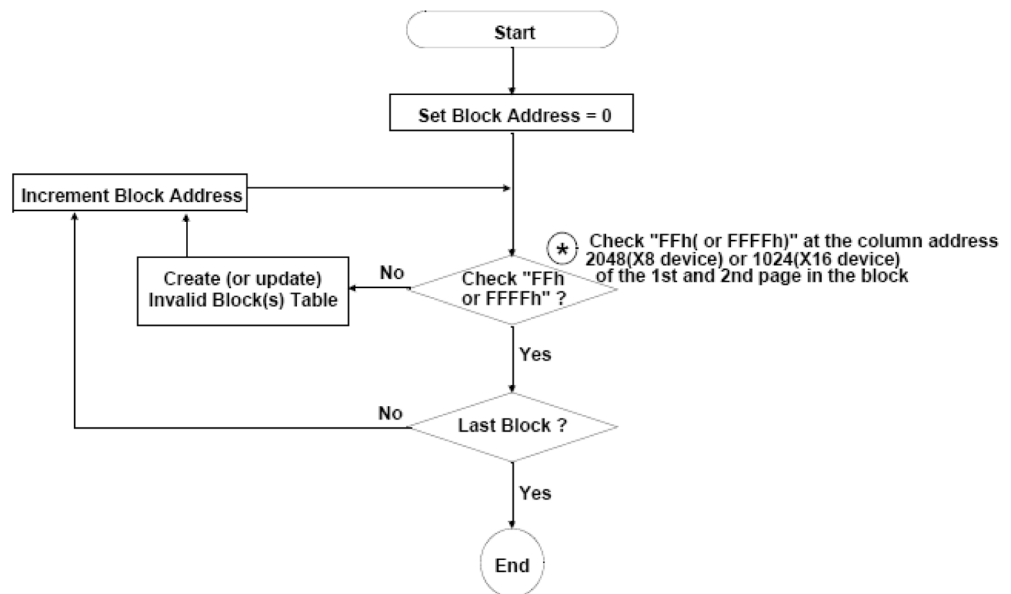 Start
Set Block Address = 0
Increment Block Address
* Check "FFh( or FFFFh)" at the column address
2048(X8 device) or 1024(X16 device)
of the 1st and 2nd page in the block
Create (or update)
Invalid Block(s) Table
No
Check "FFh
or FFFFh" ?
Yes
No
Last Block ?
Yes
End